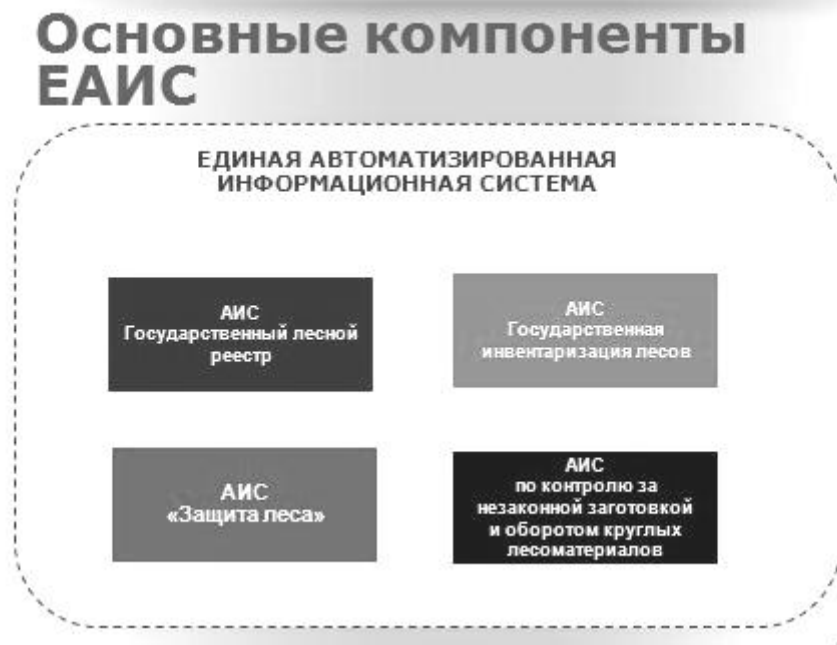 Основные компоненты
ЕАИС
ЕДИНАЯ АВТОМАТИЗИРОВАННАЯ
ИНФОРМАЦИОННАЯ СИСТЕМА
АИС
Государственный лесной
реестр
АИС
Государственная
инвентаризация лесов
АИС
«Защита леса»
АИС
по контролю за
незаконной заготовкой
и оборотом круглых
лесоматериалов